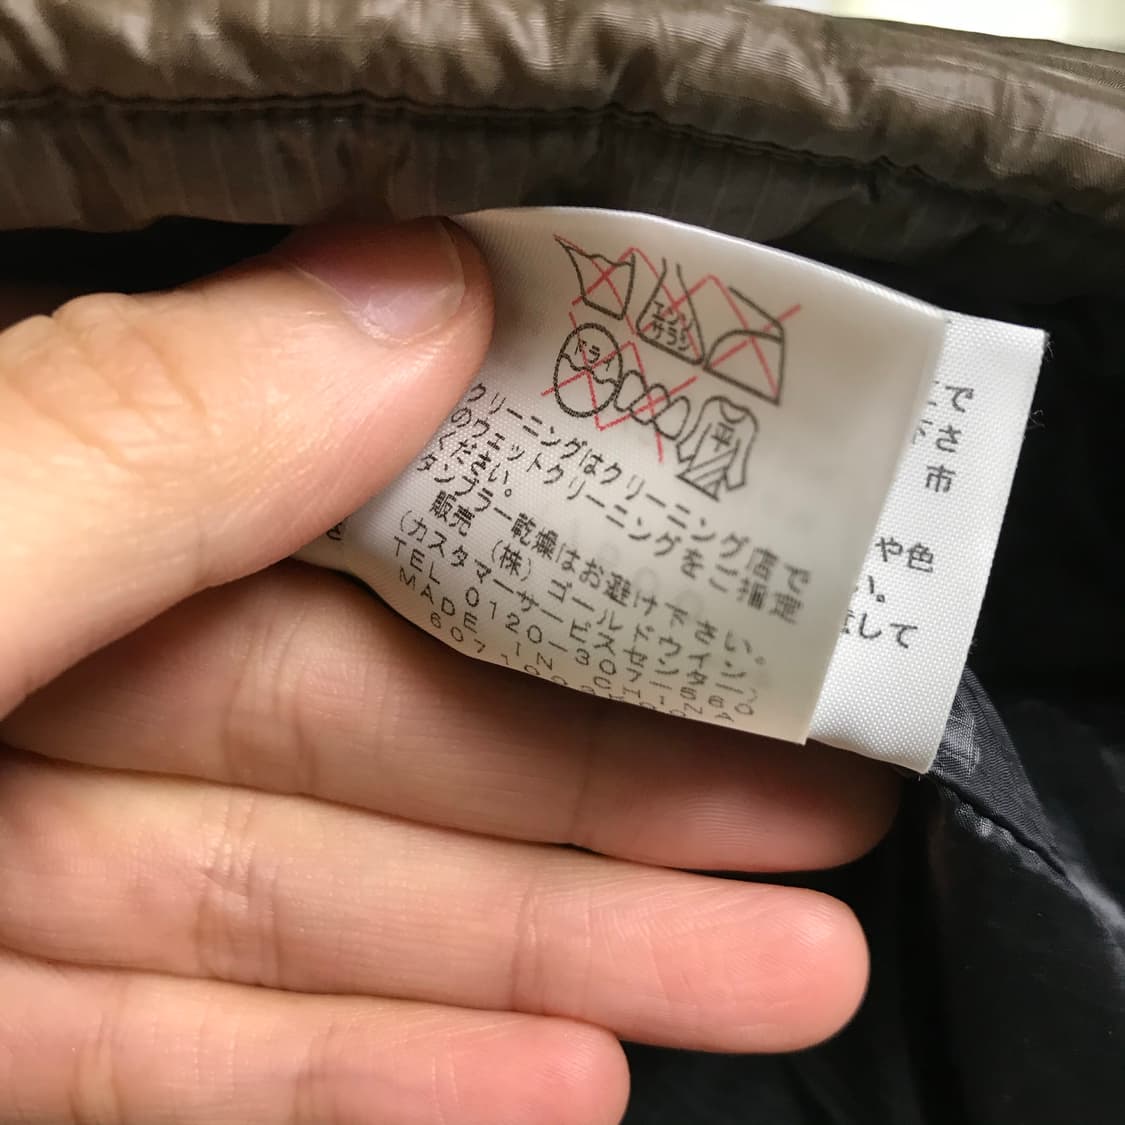 エンソ
サラシ
ドライ
平
クリーニングはクリーニング店で
のウエットクリーニングをご指定
ください。
タンブラー乾燥はお避け下さい。
販売 (株) ゴールドウイン
(カスタマーサービスセンター)
TEL 0120-307-560
MADE IN CHINA
で
下さ
市
や色
い。
意して